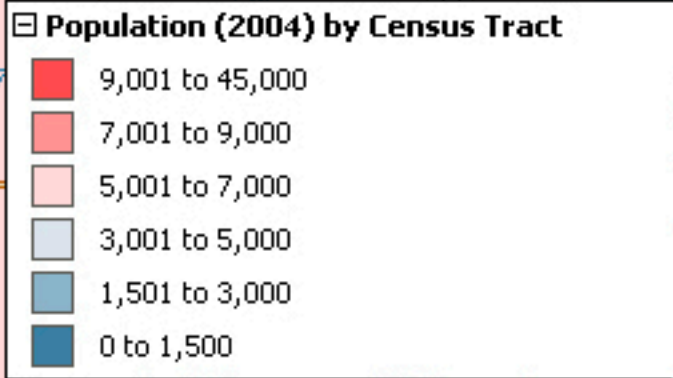 Population (2004) by Census Tract
9,001 to 45,000
7,001 to 9,000
5,001 to 7,000
3,001 to 5,000
1,501 to 3,000
0 to 1,500